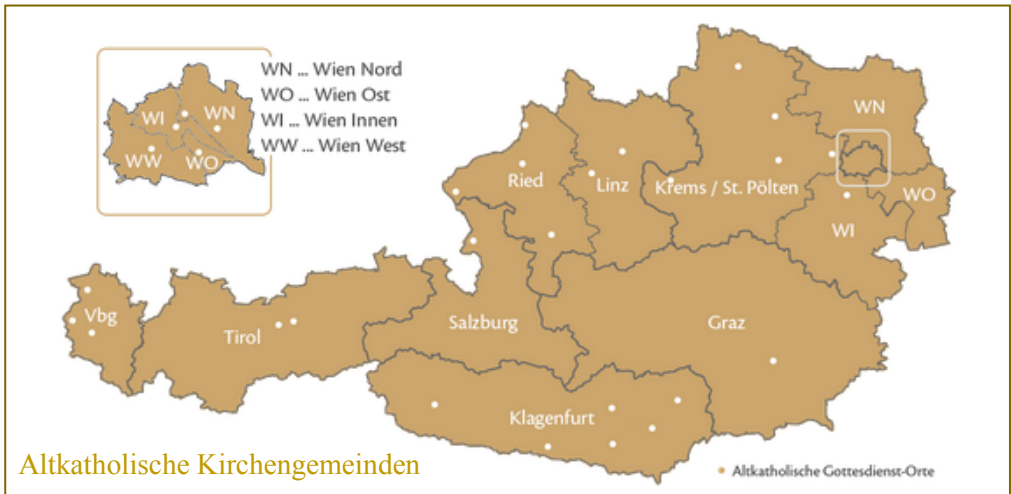 WN ... Wien Nord
WO ... Wien Ost
WI ... Wien Innen
WW ... Wien West
WI
WN
WW
WO
WN
Ried
Linz
Krems / St. Pölten
WO
WI
Vbg
Tirol
Salzburg
Graz
Klagenfurt
Altkatholische Kirchengemeinden
Altkatholische Gottesdienst-Orte